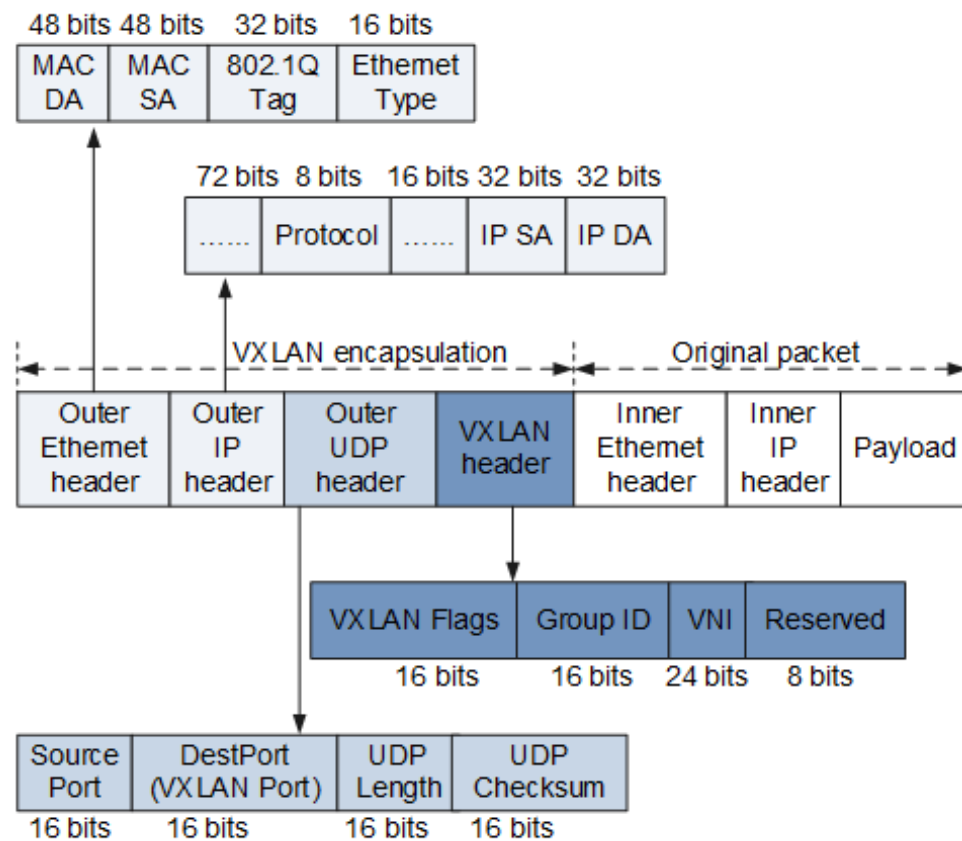 48 bits 48 bits 32 bits 16 bits
MAC DA
MAC SA
802.1Q Tag
Ethernet Type
72 bits 8 bits 16 bits 32 bits 32 bits
...... Protocol ...... IP SA IP DA
VXLAN encapsulation Original packet
Outer Ethernet header
Outer IP header
Outer UDP header
VXLAN header
Inner Ethernet header
Inner IP header
Payload
VXLAN Flags Group ID VNI Reserved
16 bits 16 bits 24 bits 8 bits
Source Port
DestPort (VXLAN Port)
UDP Length
UDP Checksum
16 bits 16 bits 16 bits 16 bits